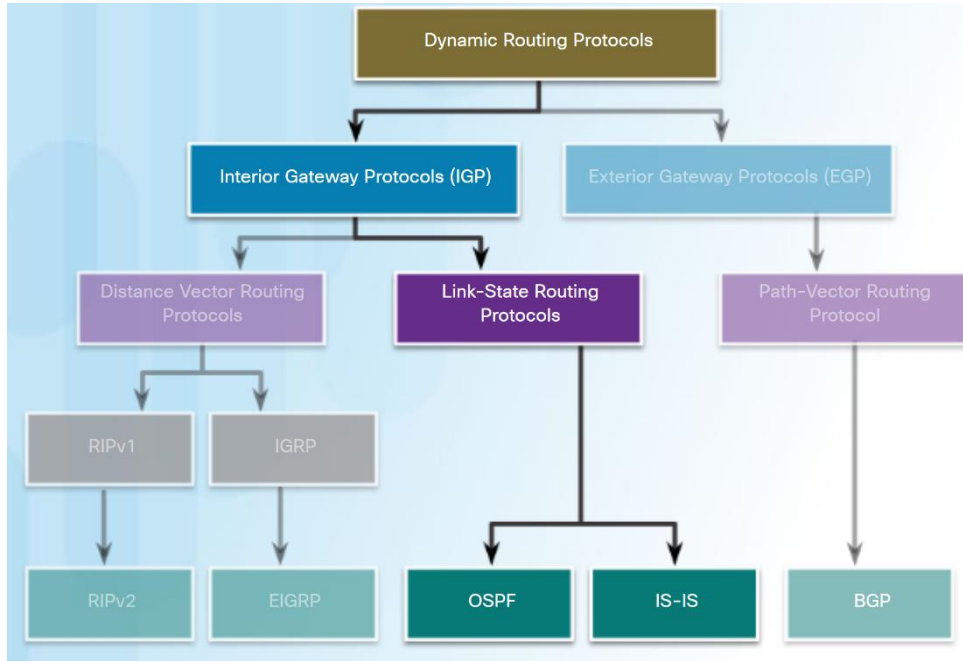 Dynamic Routing Protocols
Interior Gateway Protocols (IGP)
Exterior Gateway Protocols (EGP)
Distance Vector Routing
Protocols
Link-State Routing
Protocols
Path-Vector Routing
Protocol
RIPv1
IGRP
RIPv2
EIGRP
OSPF
IS-IS
BGP